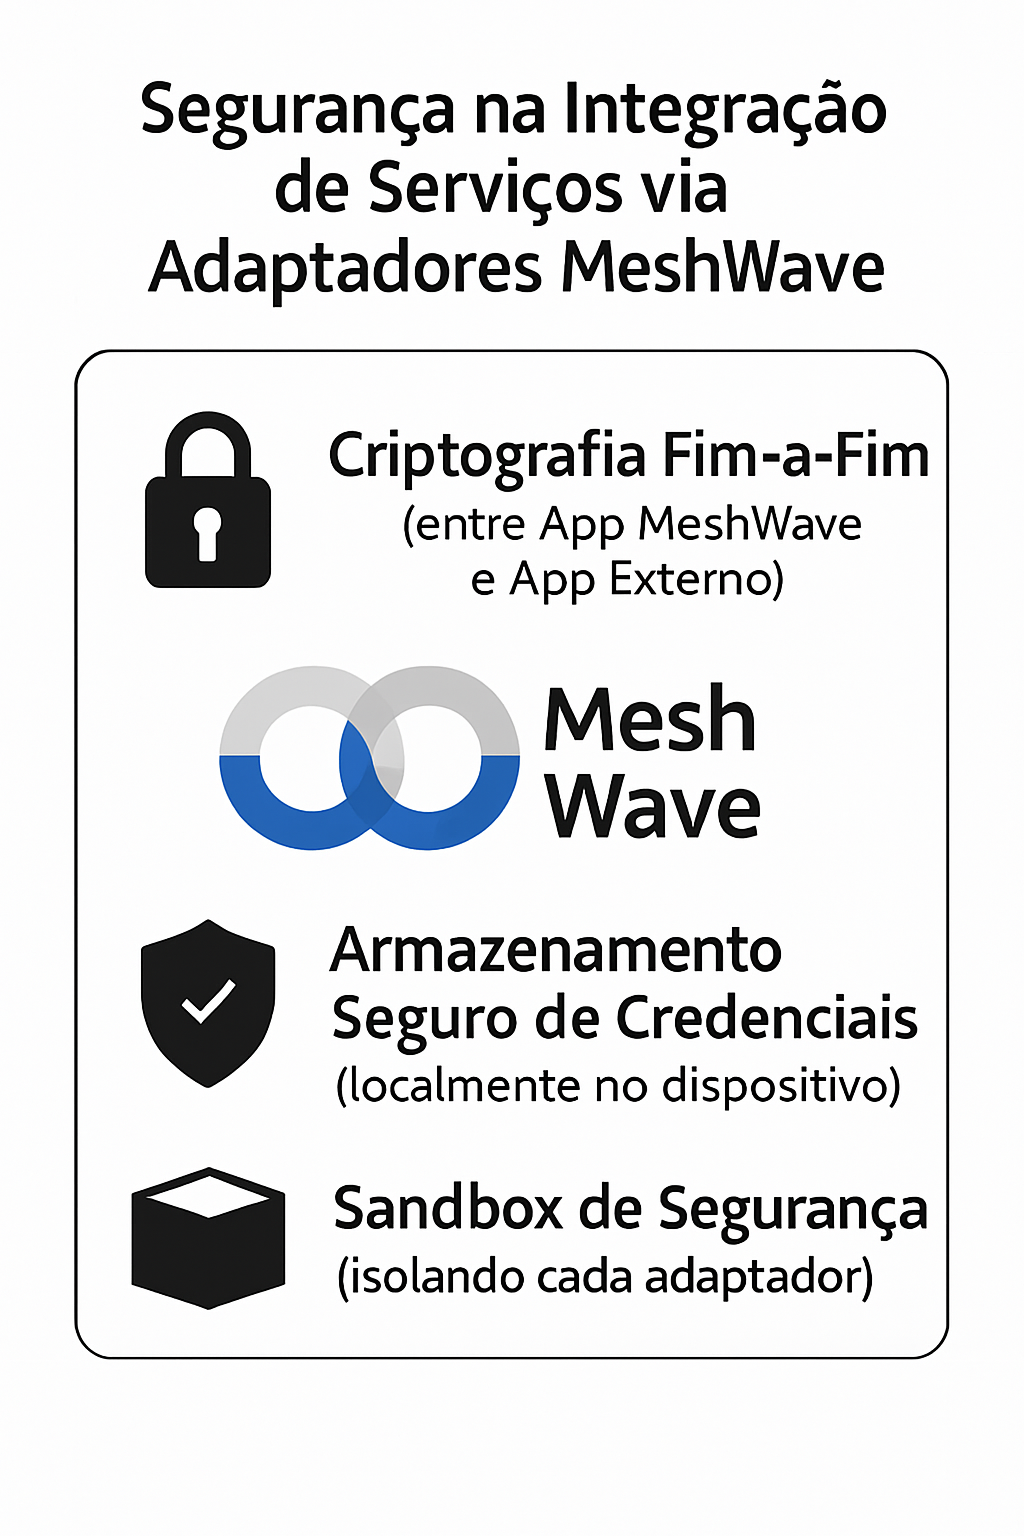 Segurança na Integração
de Serviços via
Adaptadores MeshWave
Criptografia Fim-a-Fim
(entre App MeshWave
e App Externo)
Mesh
Wave
Armazenamento
Seguro de Credenciais
(localmente no dispositivo)
Sandbox de Segurança
(isolando cada adaptador)